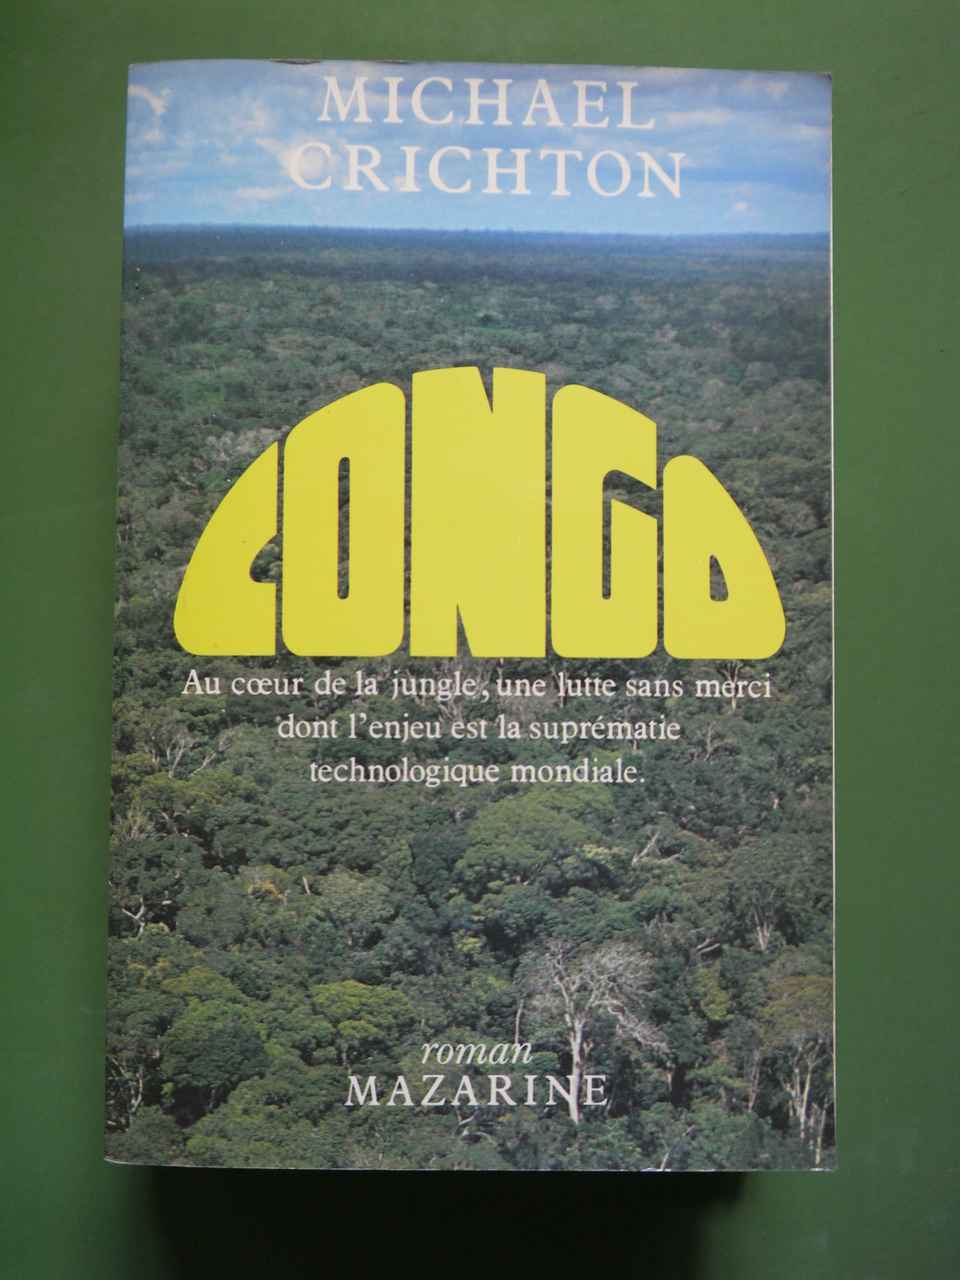 MICHAEL
CRICHTON
CONGO
Au cœur de la jungle, une lutte sans merci
dont l'enjeu est la suprématie
technologique mondiale.
roman
MAZARINE